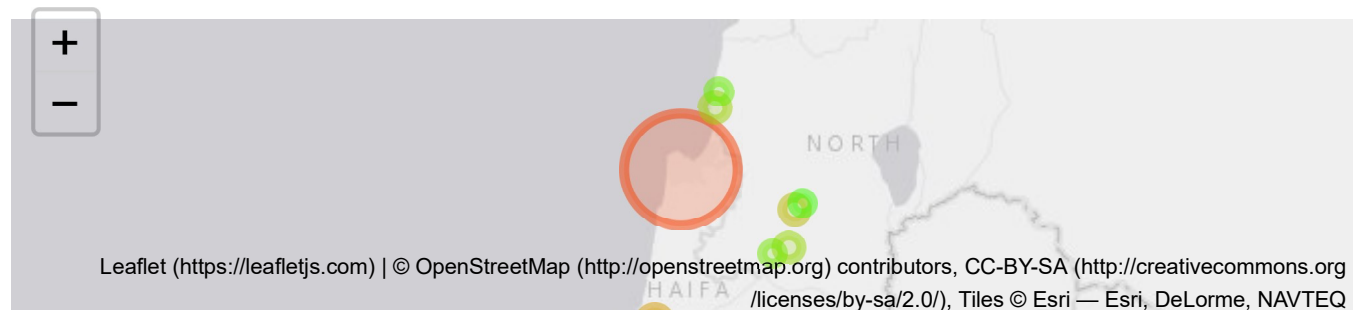 +
−
NORTH
Leaflet (https://leafletjs.com) | © OpenStreetMap (http://openstreetmap.org) contributors, CC-BY-SA (http://creativecommons.org
HAIFA
/licenses/by-sa/2.0/), Tiles © Esri — Esri, DeLorme, NAVTEQ